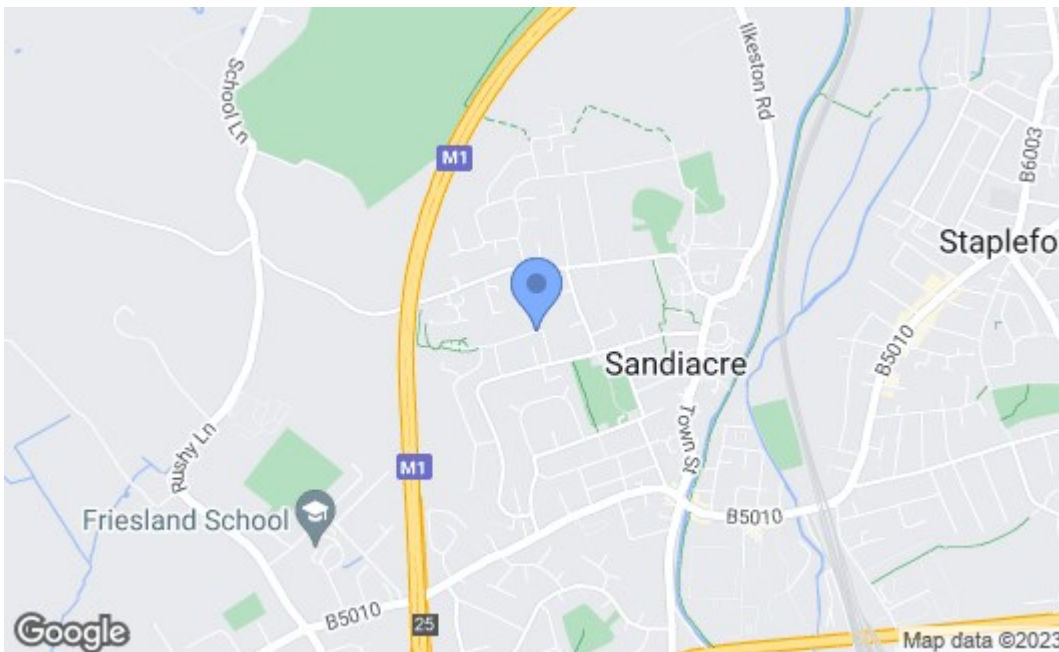 School Ln
Ilkeston Rd
M1
B6003
Staplefo
B5010
Sandiacre
Town St
Rushy Ln
M1
Friesland School
B5010
B5010
25
Google
Map data ©2023